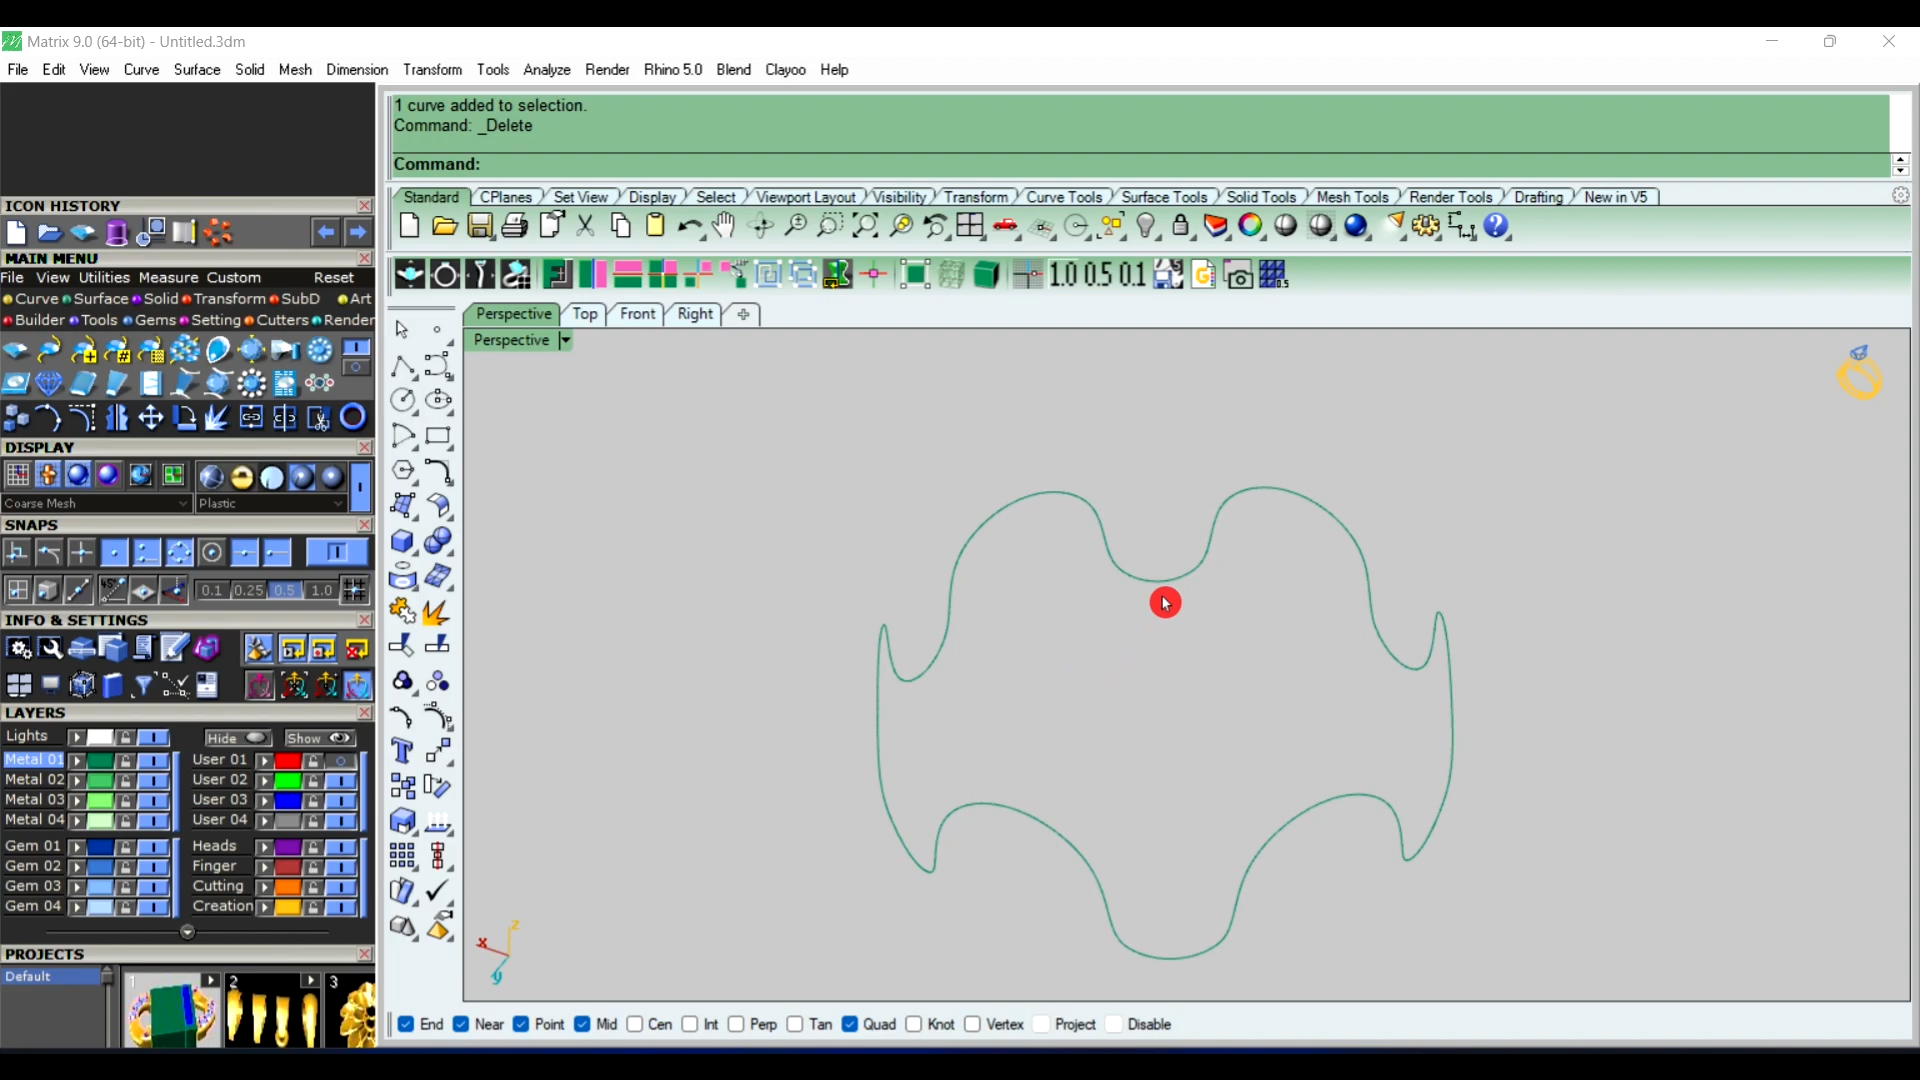 Matrix 9.0 (64-bit) - Untitled.3dm
File Edit View Curve Surface Solid Mesh Dimension Transform Tools Analyze Render Rhino 5.0 Blend Clayoo Help
1 curve added to selection.
Command: _Delete
Command:
Standard CPlanes Set View Display Select Viewport Layout Visibility Transform Curve Tools Surface Tools Solid Tools Mesh Tools Render Tools Drafting New in V5
1.0 0.5 0.1
Perspective Top Front Right
Perspective
ICON HISTORY
MAIN MENU
File View Utilities Measure Custom Reset
Curve Surface Solid Transform SubD Art
Builder Tools Gems Setting Cutters Render
DISPLAY
Coarse Mesh Plastic
SNAPS
45°
0.1 0.25 0.5 1.0
INFO & SETTINGS
LAYERS
Lights Hide Show
Metal 01 User 01
Metal 02 User 02
Metal 03 User 03
Metal 04 User 04
Gem 01 Heads
Gem 02 Finger
Gem 03 Cutting
Gem 04 Creation
PROJECTS
Default 1 2 3
z
x
y
End Near Point Mid Cen Int Perp Tan Quad Knot Vertex Project Disable